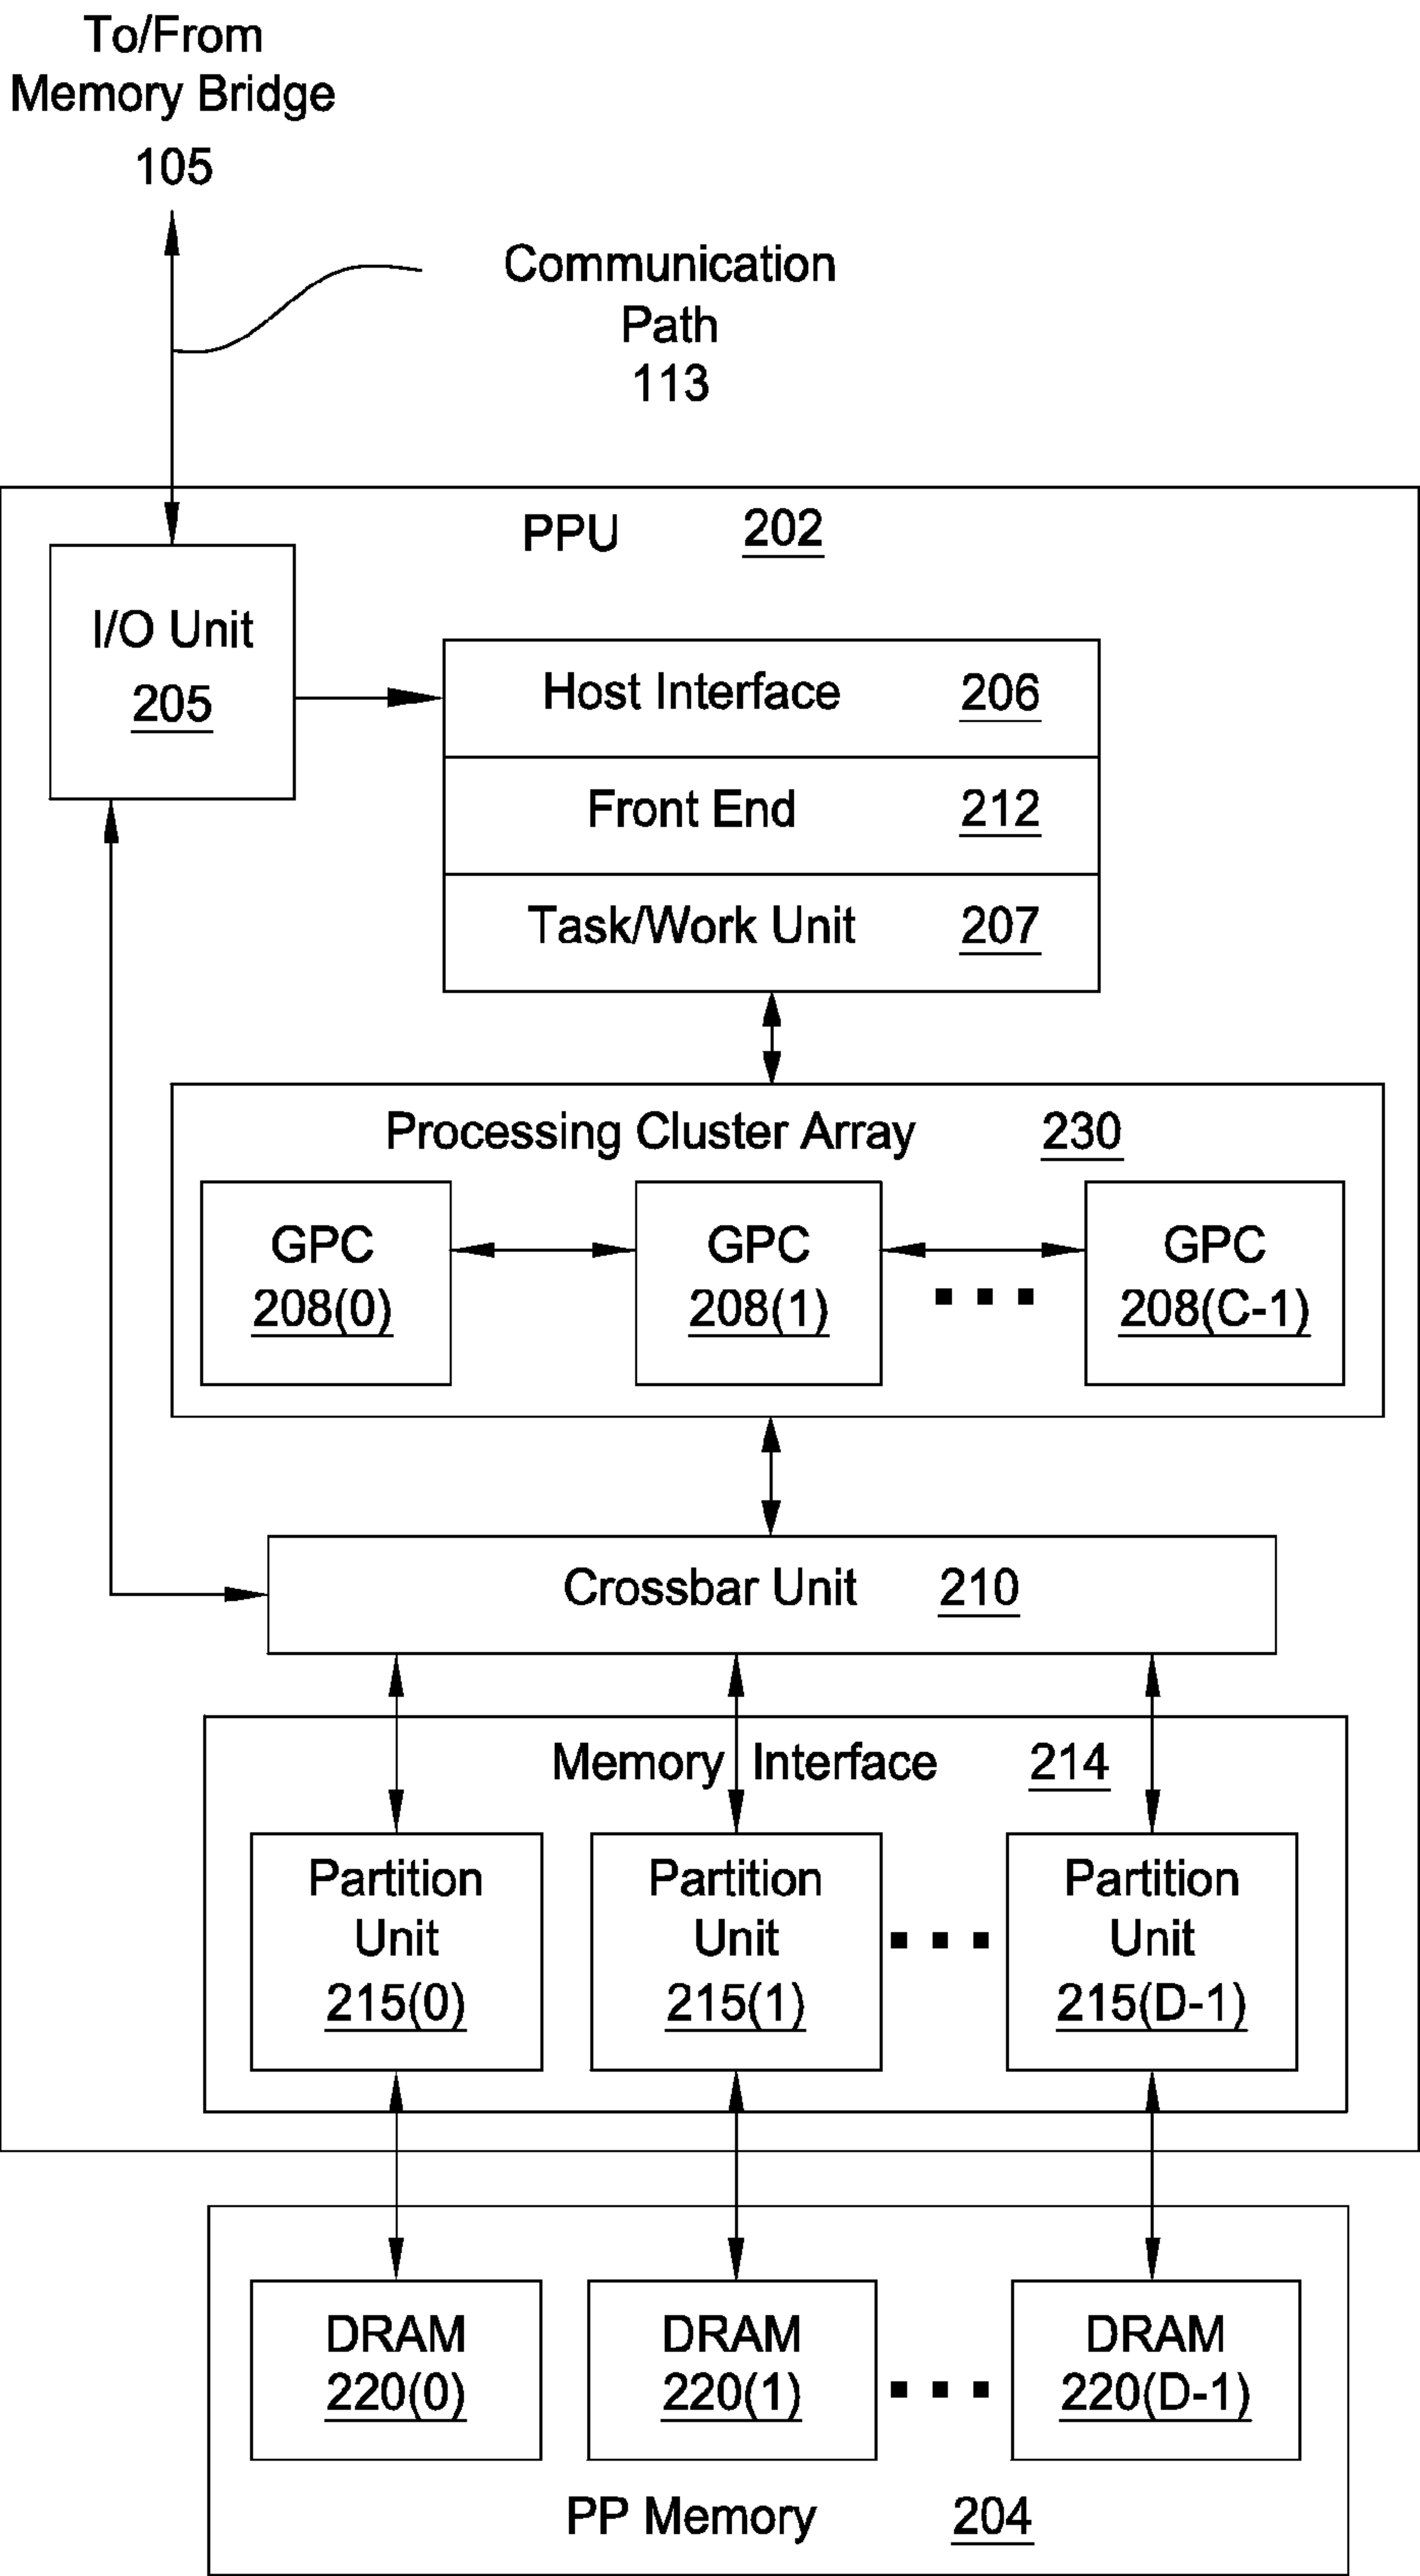 To/From
Memory Bridge
105
Communication
Path
113
PPU 202
I/O Unit
205
Host Interface 206
Front End 212
Task/Work Unit 207
Processing Cluster Array 230
GPC
208(0)
GPC
208(1)
GPC
208(C-1)
Crossbar Unit 210
Memory Interface 214
Partition
Unit
215(0)
Partition
Unit
215(1)
Partition
Unit
215(D-1)
DRAM
220(0)
DRAM
220(1)
DRAM
220(D-1)
PP Memory 204